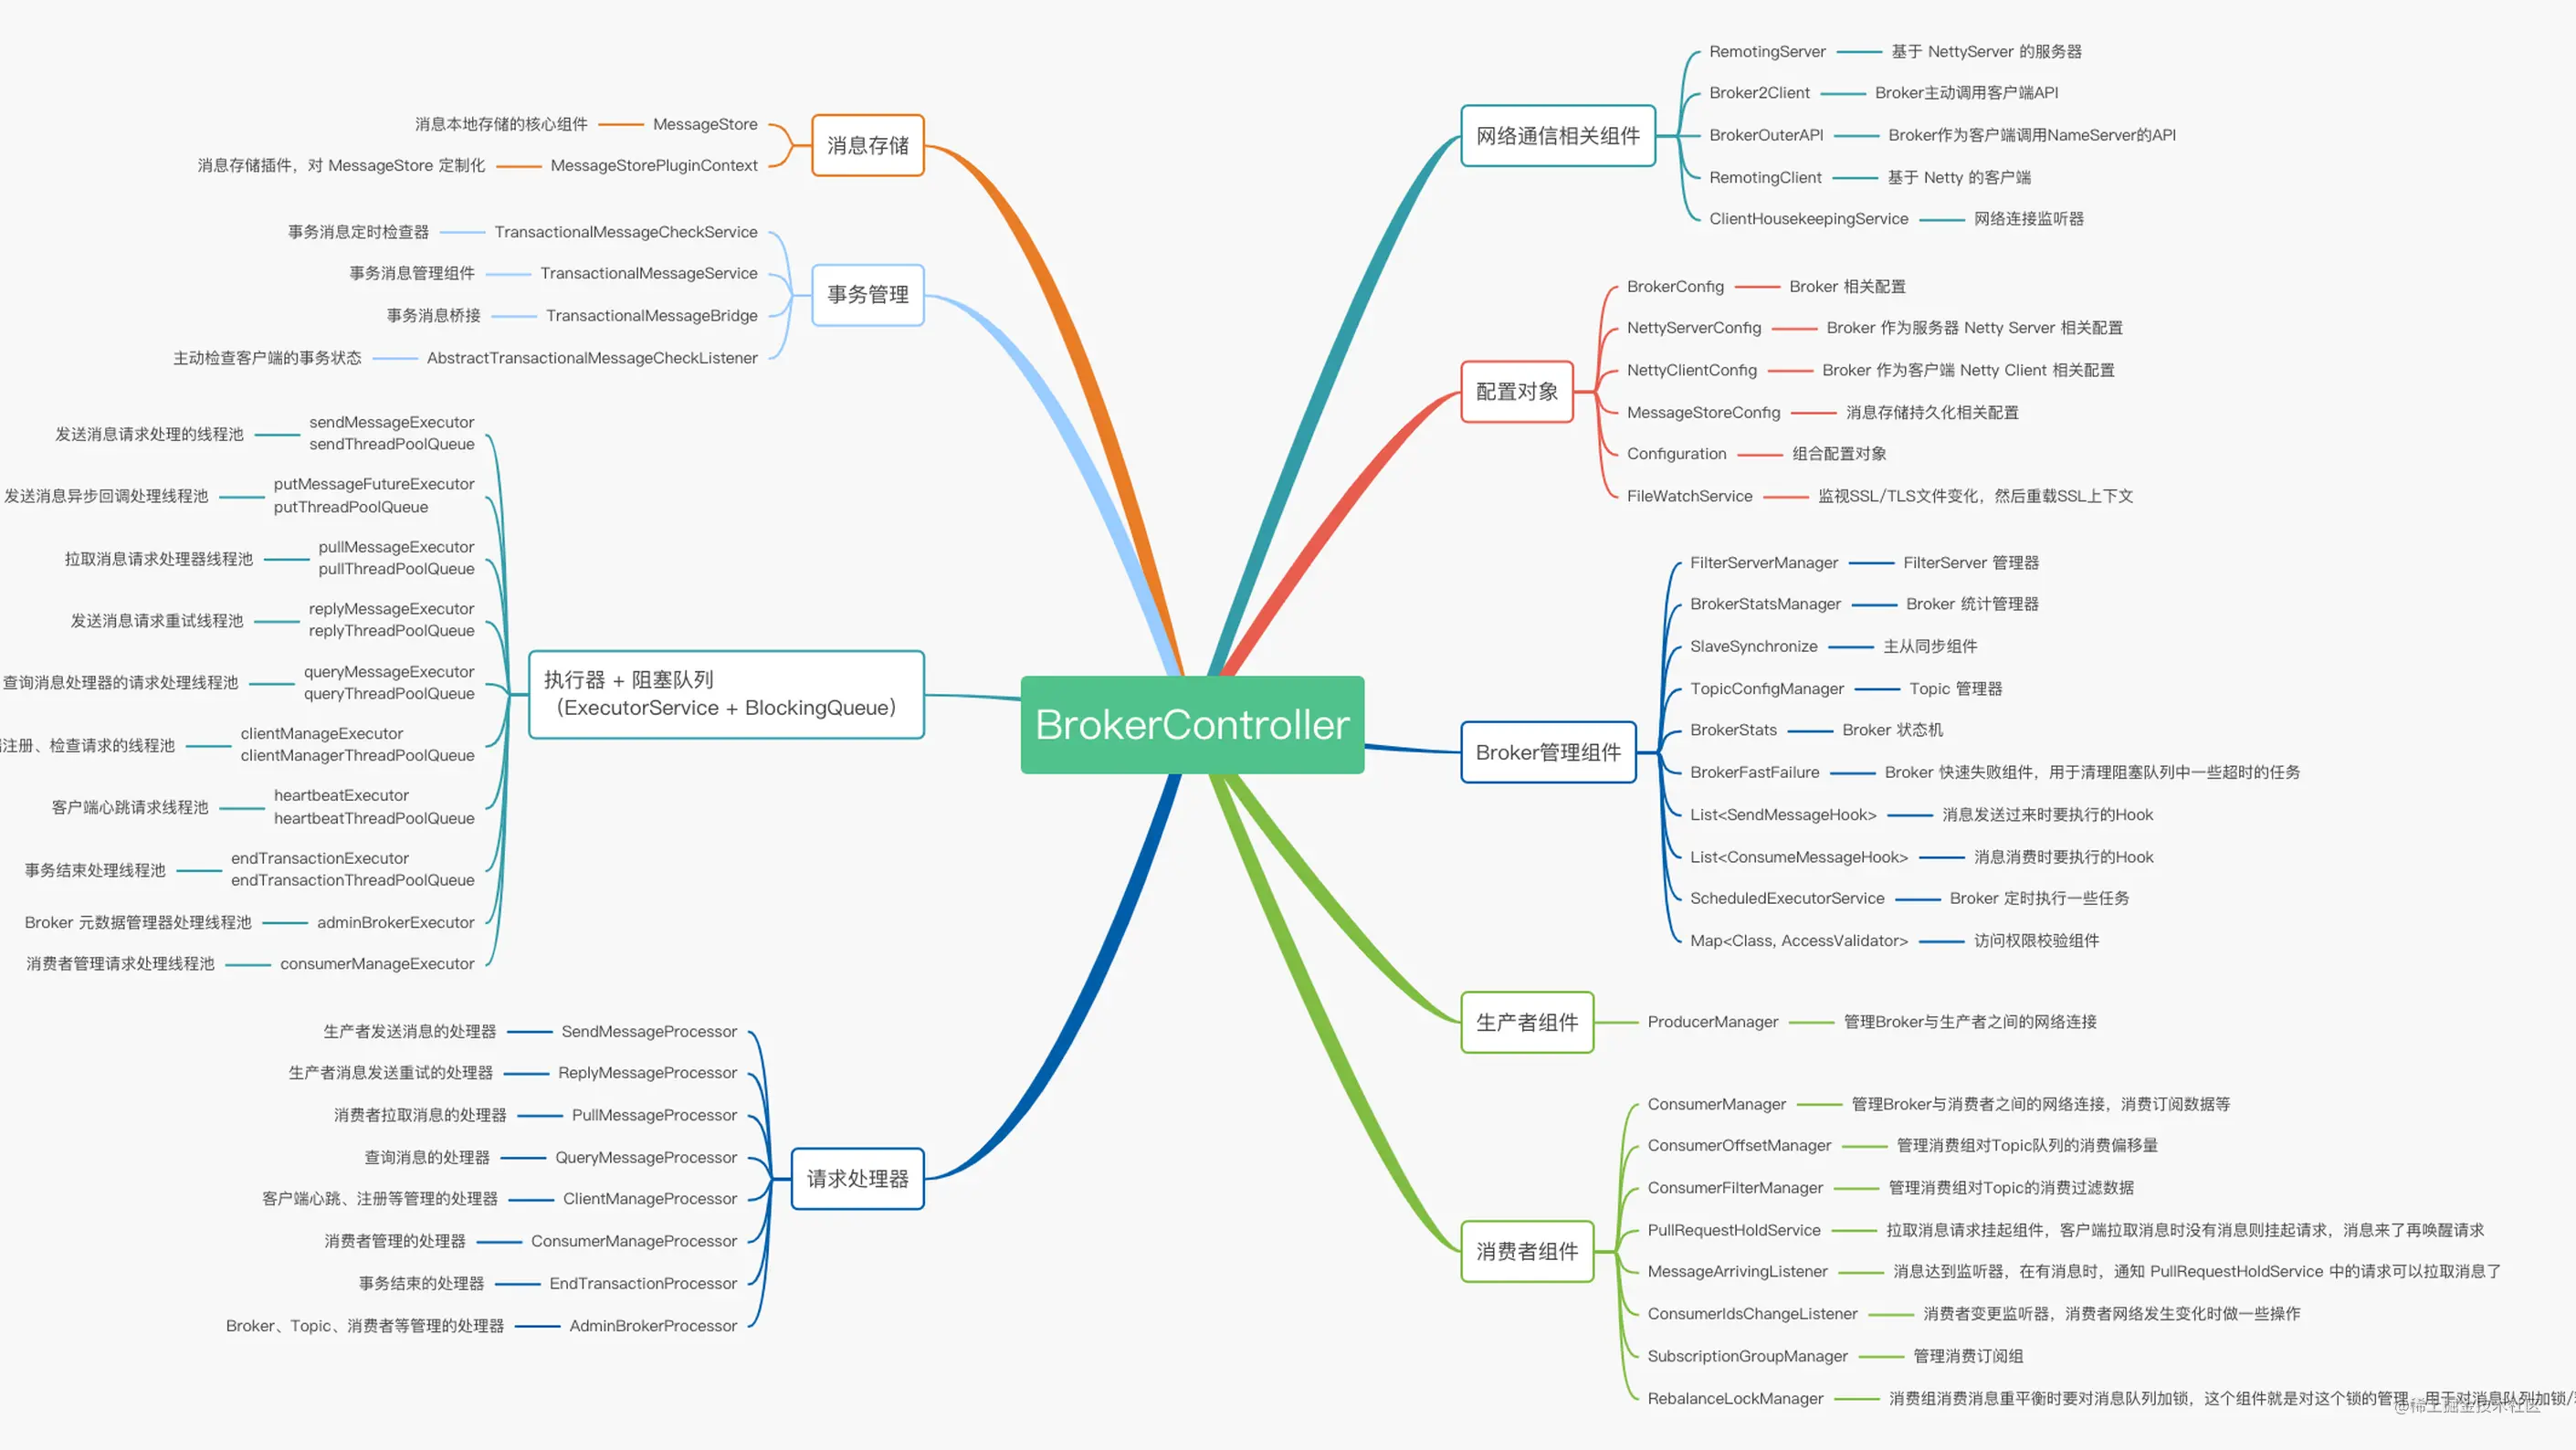 BrokerController
消息存储
MessageStore
消息本地存储的核心组件
MessageStorePluginContext
消息存储插件，对 MessageStore 定制化
事务管理
TransactionalMessageCheckService
事务消息定时检查器
TransactionalMessageService
事务消息管理组件
TransactionalMessageBridge
事务消息桥接
AbstractTransactionalMessageCheckListener
主动检查客户端的事务状态
执行器 + 阻塞队列
（ExecutorService + BlockingQueue）
sendMessageExecutor
sendThreadPoolQueue
发送消息请求处理的线程池
putMessageFutureExecutor
putThreadPoolQueue
发送消息异步回调处理线程池
pullMessageExecutor
pullThreadPoolQueue
拉取消息请求处理器线程池
replyMessageExecutor
replyThreadPoolQueue
发送消息请求重试线程池
queryMessageExecutor
queryThreadPoolQueue
查询消息处理器的请求处理线程池
clientManageExecutor
clientManagerThreadPoolQueue
注册、检查请求的线程池
heartbeatExecutor
heartbeatThreadPoolQueue
客户端心跳请求线程池
endTransactionExecutor
endTransactionThreadPoolQueue
事务结束处理线程池
adminBrokerExecutor
Broker 元数据管理器处理线程池
consumerManageExecutor
消费者管理请求处理线程池
请求处理器
SendMessageProcessor
生产者发送消息的处理器
ReplyMessageProcessor
生产者消息发送重试的处理器
PullMessageProcessor
消费者拉取消息的处理器
QueryMessageProcessor
查询消息的处理器
ClientManageProcessor
客户端心跳、注册等管理的处理器
ConsumerManageProcessor
消费者管理的处理器
EndTransactionProcessor
事务结束的处理器
AdminBrokerProcessor
Broker、Topic、消费者等管理的处理器
网络通信相关组件
RemotingServer
基于 NettyServer 的服务器
Broker2Client
Broker主动调用客户端API
BrokerOuterAPI
Broker作为客户端调用NameServer的API
RemotingClient
基于 Netty 的客户端
ClientHousekeepingService
网络连接监听器
配置对象
BrokerConfig
Broker 相关配置
NettyServerConfig
Broker 作为服务器 Netty Server 相关配置
NettyClientConfig
Broker 作为客户端 Netty Client 相关配置
MessageStoreConfig
消息存储持久化相关配置
Configuration
组合配置对象
FileWatchService
监视SSL/TLS文件变化，然后重载SSL上下文
Broker管理组件
FilterServerManager
FilterServer 管理器
BrokerStatsManager
Broker 统计管理器
SlaveSynchronize
主从同步组件
TopicConfigManager
Topic 管理器
BrokerStats
Broker 状态机
BrokerFastFailure
Broker 快速失败组件，用于清理阻塞队列中一些超时的任务
List<SendMessageHook>
消息发送过来时要执行的Hook
List<ConsumeMessageHook>
消息消费时要执行的Hook
ScheduledExecutorService
Broker 定时执行一些任务
Map<Class, AccessValidator>
访问权限校验组件
生产者组件
ProducerManager
管理Broker与生产者之间的网络连接
消费者组件
ConsumerManager
管理Broker与消费者之间的网络连接，消费订阅数据等
ConsumerOffsetManager
管理消费组对Topic队列的消费偏移量
ConsumerFilterManager
管理消费组对Topic的消费过滤数据
PullRequestHoldService
拉取消息请求挂起组件，客户端拉取消息时没有消息则挂起请求，消息来了再唤醒请求
MessageArrivingListener
消息达到监听器，在有消息时，通知 PullRequestHoldService 中的请求可以拉取消息了
ConsumerIdsChangeListener
消费者变更监听器，消费者网络发生变化时做一些操作
SubscriptionGroupManager
管理消费订阅组
RebalanceLockManager
消费组消费消息重平衡时要对消息队列加锁，这个组件就是对这个锁的管理，用于对消息队列加锁/
@稀土掘金技术社区